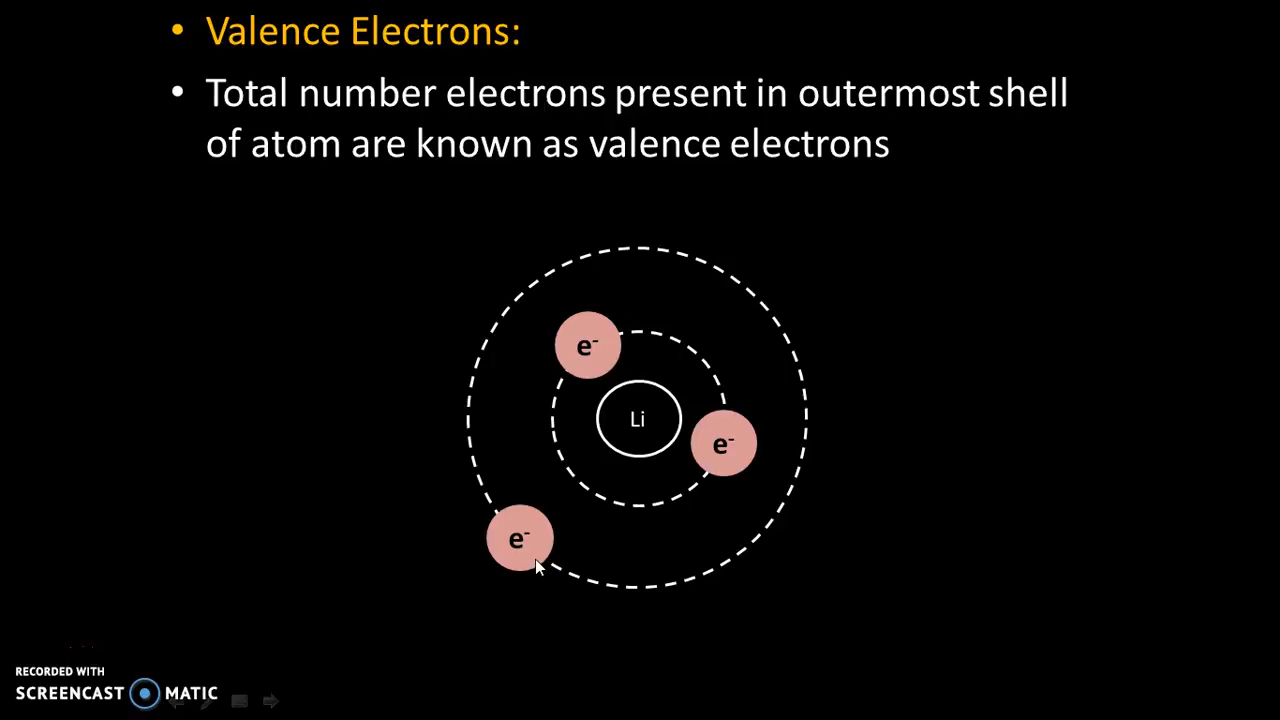 • Valence Electrons:
• Total number electrons present in outermost shell
of atom are known as valence electrons
e⁻
Li
e⁻
e⁻
RECORDED WITH
SCREENCAST MATIC